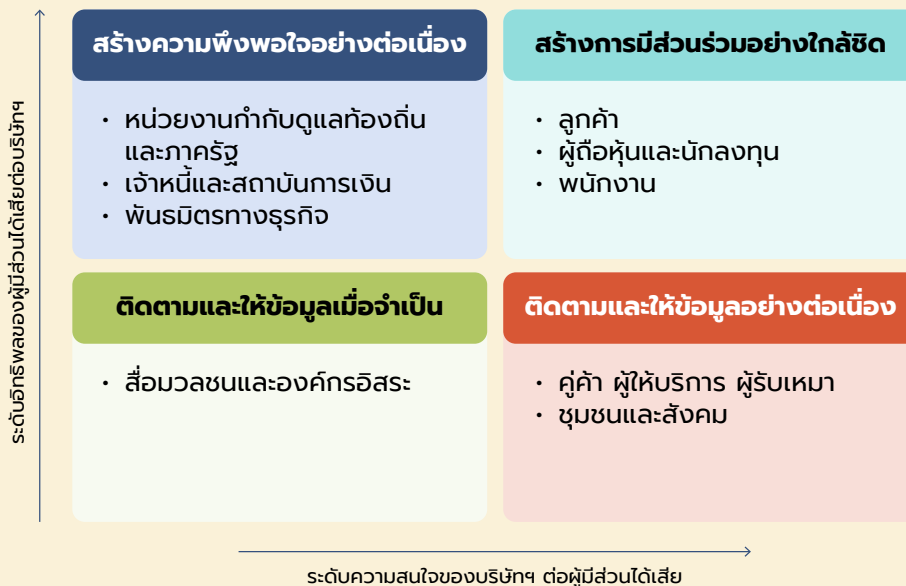 ระดับอิทธิพลของผู้มีส่วนได้เสียต่อบริษัทฯ
สร้างความพึงพอใจอย่างต่อเนื่อง
• หน่วยงานกำกับดูแลท้องถิ่น
และภาครัฐ
• เจ้าหนี้และสถาบันการเงิน
• พันธมิตรทางธุรกิจ
สร้างการมีส่วนร่วมอย่างใกล้ชิด
• ลูกค้า
• ผู้ถือหุ้นและนักลงทุน
• พนักงาน
ติดตามและให้ข้อมูลเมื่อจำเป็น
• สื่อมวลชนและองค์กรอิสระ
ติดตามและให้ข้อมูลอย่างต่อเนื่อง
• คู่ค้า ผู้ให้บริการ ผู้รับเหมา
• ชุมชนและสังคม
ระดับความสนใจของบริษัทฯ ต่อผู้มีส่วนได้เสีย